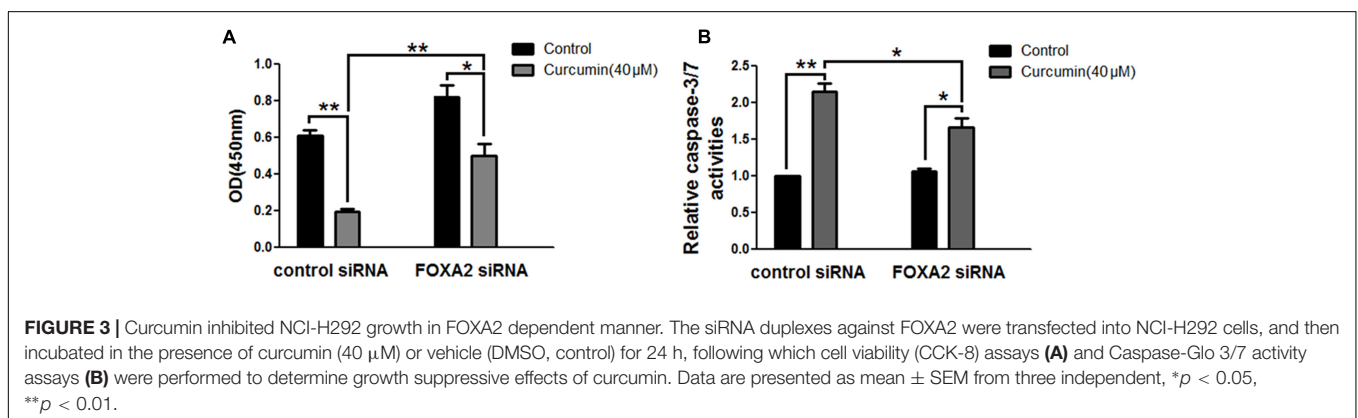 A
Control
Curcumin(40μM)
**
*
**
OD(450nm)
1.0
0.8
0.6
0.4
0.2
0.0
control siRNA
FOXA2 siRNA
B
Control
Curcumin(40μM)
*
**
*
Relative caspase-3/7
activities
2.5
2.0
1.5
1.0
0.5
0.0
control siRNA
FOXA2 siRNA
FIGURE 3 | Curcumin inhibited NCI-H292 growth in FOXA2 dependent manner. The siRNA duplexes against FOXA2 were transfected into NCI-H292 cells, and then
incubated in the presence of curcumin (40 μM) or vehicle (DMSO, control) for 24 h, following which cell viability (CCK-8) assays (A) and Caspase-Glo 3/7 activity
assays (B) were performed to determine growth suppressive effects of curcumin. Data are presented as mean ± SEM from three independent, *p < 0.05,
**p < 0.01.